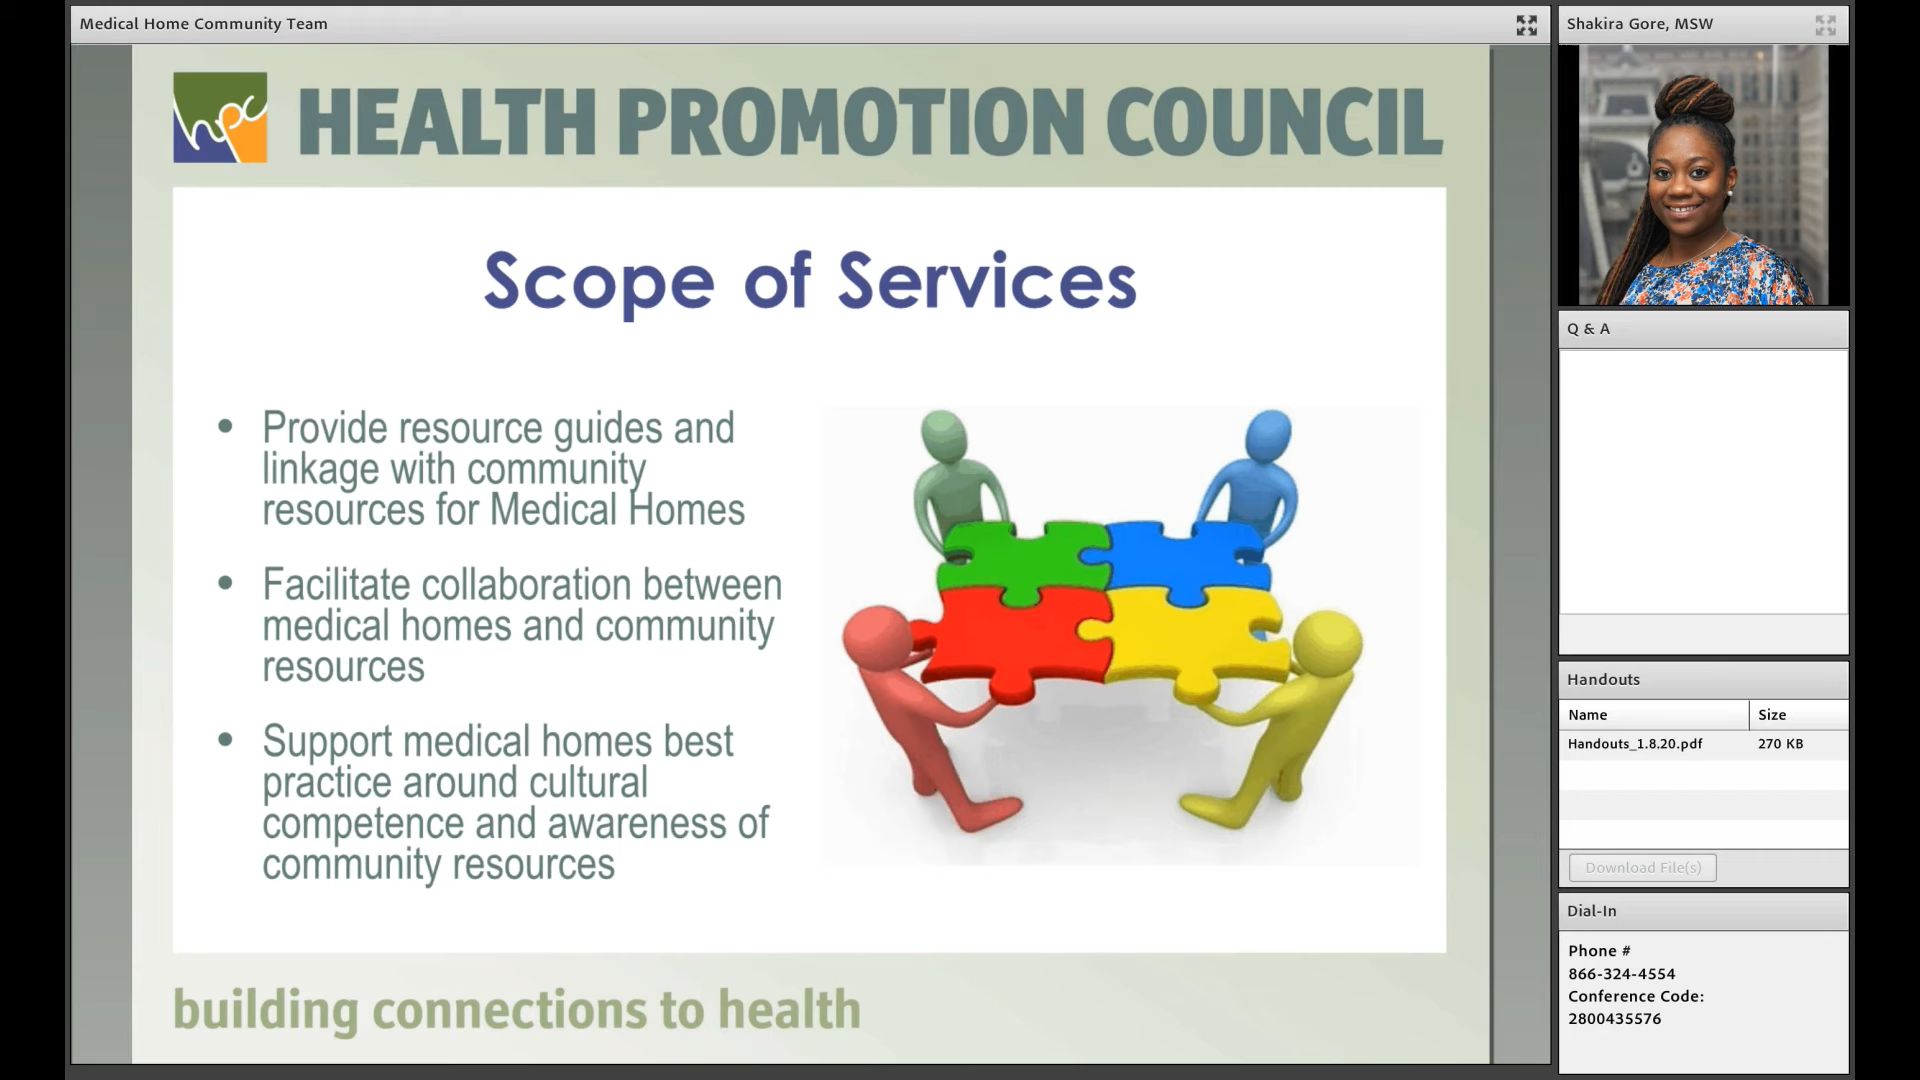 Medical Home Community Team
hpc
HEALTH PROMOTION COUNCIL
Scope of Services
• Provide resource guides and
linkage with community
resources for Medical Homes
• Facilitate collaboration between
medical homes and community
resources
• Support medical homes best
practice around cultural
competence and awareness of
community resources
building connections to health
Shakira Gore, MSW
Q & A
Handouts
Name Size
Handouts_1.8.20.pdf 270 KB
Download File(s)
Dial-In
Phone #
866-324-4554
Conference Code:
2800435576